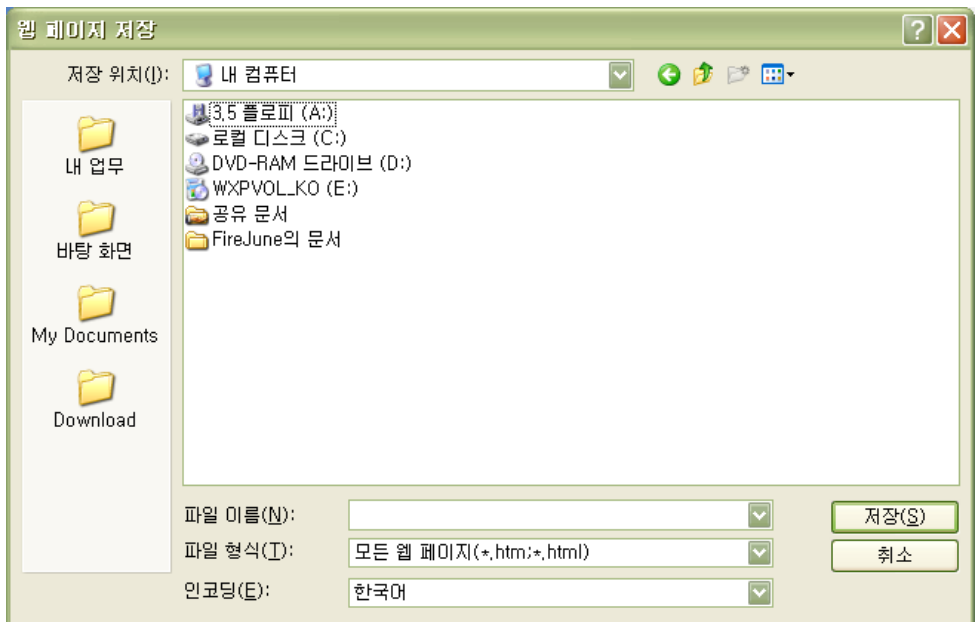 웹 페이지 저장
저장 위치(I): 내 컴퓨터
3,5 플로피 (A:)
로컬 디스크 (C:)
DVD-RAM 드라이브 (D:)
WXPVOL_KO (E:)
공유 문서
FireJune의 문서
내 업무
바탕 화면
My Documents
Download
파일 이름(N):
저장(S)
파일 형식(T): 모든 웹 페이지(*,htm;*,html)
취소
인코딩(E): 한국어